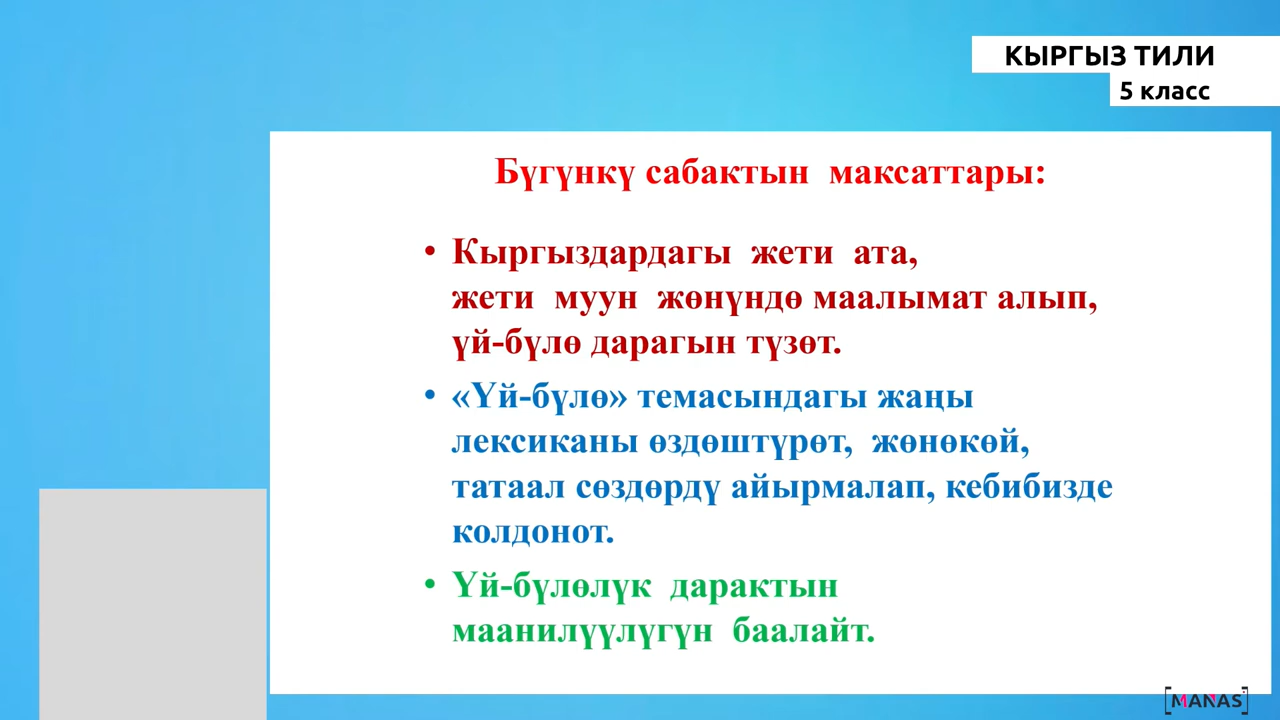 КЫРГЫЗ ТИЛИ
5 класс
Бүгүнкү сабактын максаттары:
• Кыргыздардагы жети ата,
жети муун жөнүндө маалымат алып,
үй-бүлө дарагын түзөт.
• «Үй-бүлө» темасындагы жаңы
лексиканы өздөштүрөт, жөнөкөй,
татаал сөздөрдү айырмалап, кебибизде
колдонот.
• Үй-бүлөлүк дарактын
маанилүүлүгүн баалайт.
[MANAS]